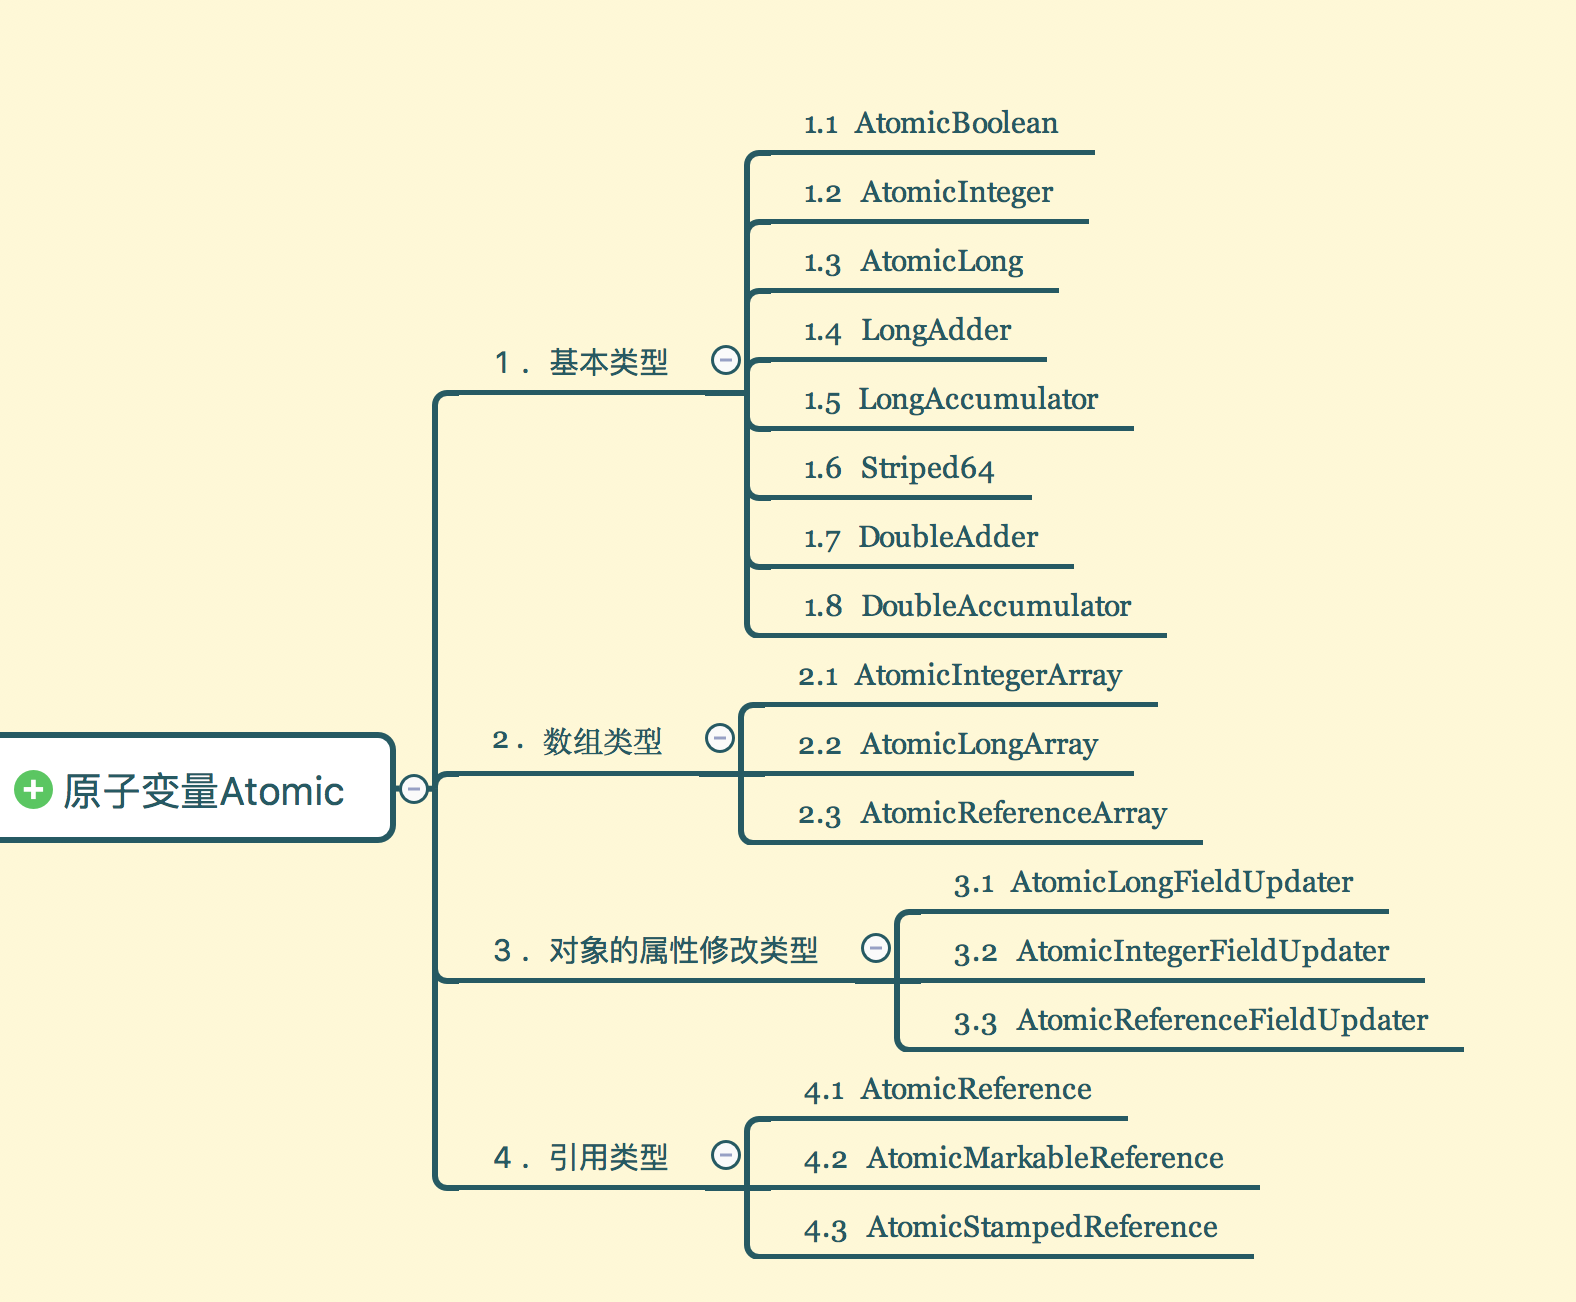 原子变量Atomic
1． 基本类型
1.1 AtomicBoolean
1.2 AtomicInteger
1.3 AtomicLong
1.4 LongAdder
1.5 LongAccumulator
1.6 Striped64
1.7 DoubleAdder
1.8 DoubleAccumulator
2． 数组类型
2.1 AtomicIntegerArray
2.2 AtomicLongArray
2.3 AtomicReferenceArray
3． 对象的属性修改类型
3.1 AtomicLongFieldUpdater
3.2 AtomicIntegerFieldUpdater
3.3 AtomicReferenceFieldUpdater
4． 引用类型
4.1 AtomicReference
4.2 AtomicMarkableReference
4.3 AtomicStampedReference